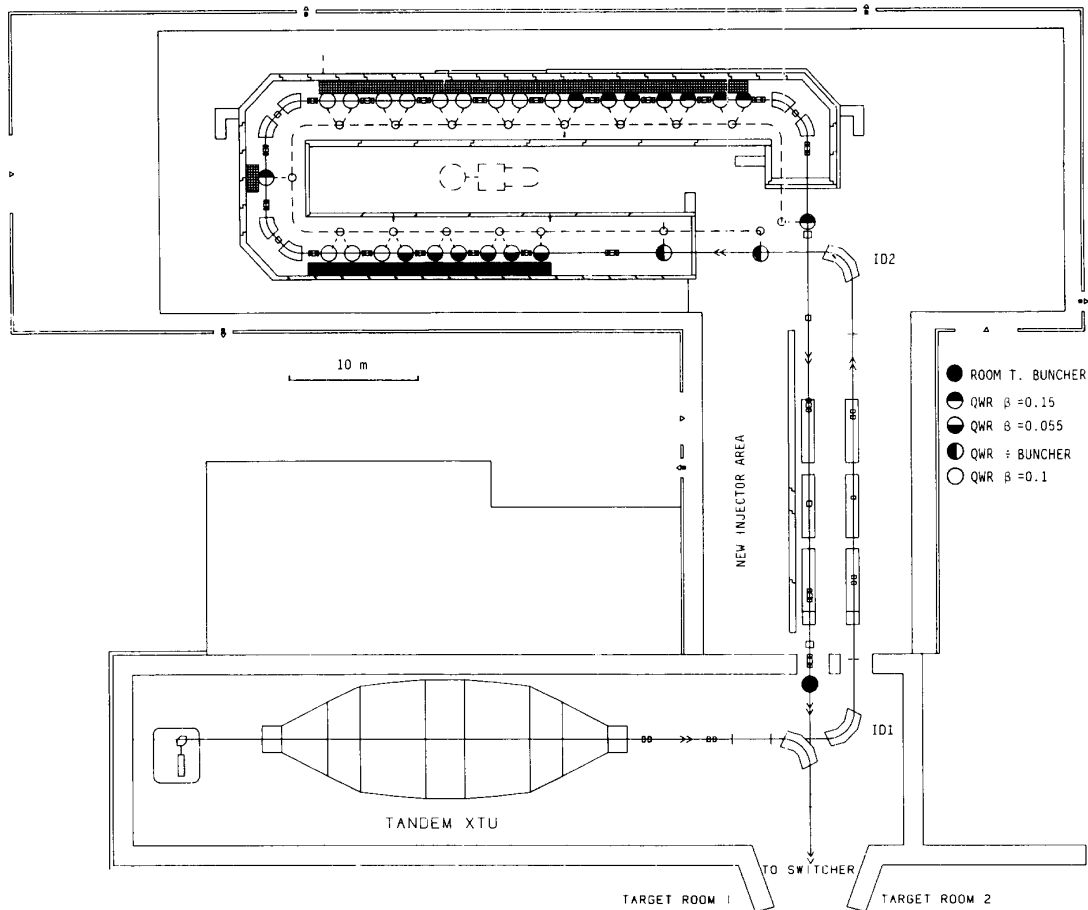 ID2
10 m
ROOM T. BUNCHER
QWR β =0.15
QWR β =0.055
QWR ÷ BUNCHER
QWR β =0.1
NEW INJECTOR AREA
ID1
TANDEM XTU
TO SWITCHER
TARGET ROOM 1
TARGET ROOM 2